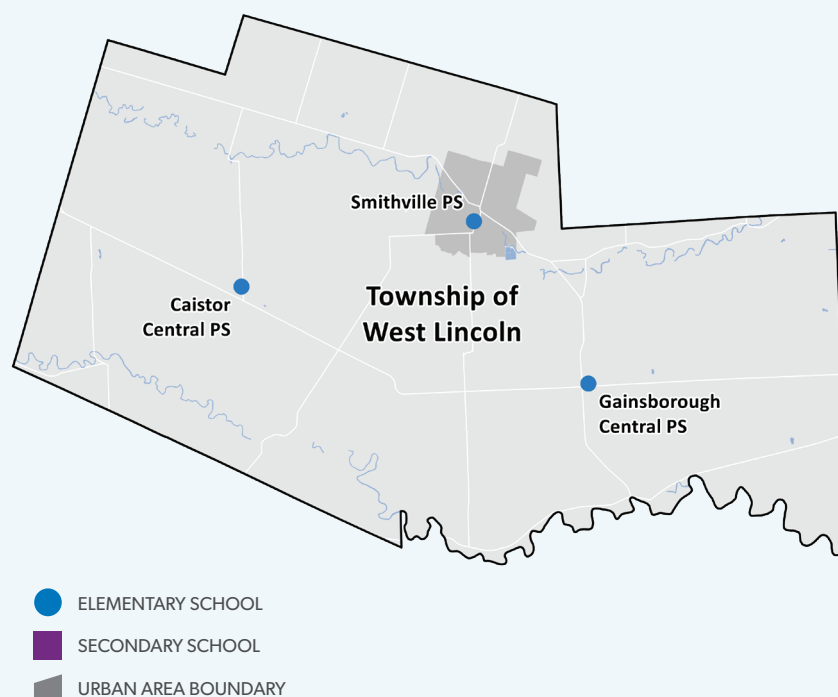 Smithville PS
Township of
West Lincoln
Caistor
Central PS
Gainsborough
Central PS
ELEMENTARY SCHOOL
SECONDARY SCHOOL
URBAN AREA BOUNDARY